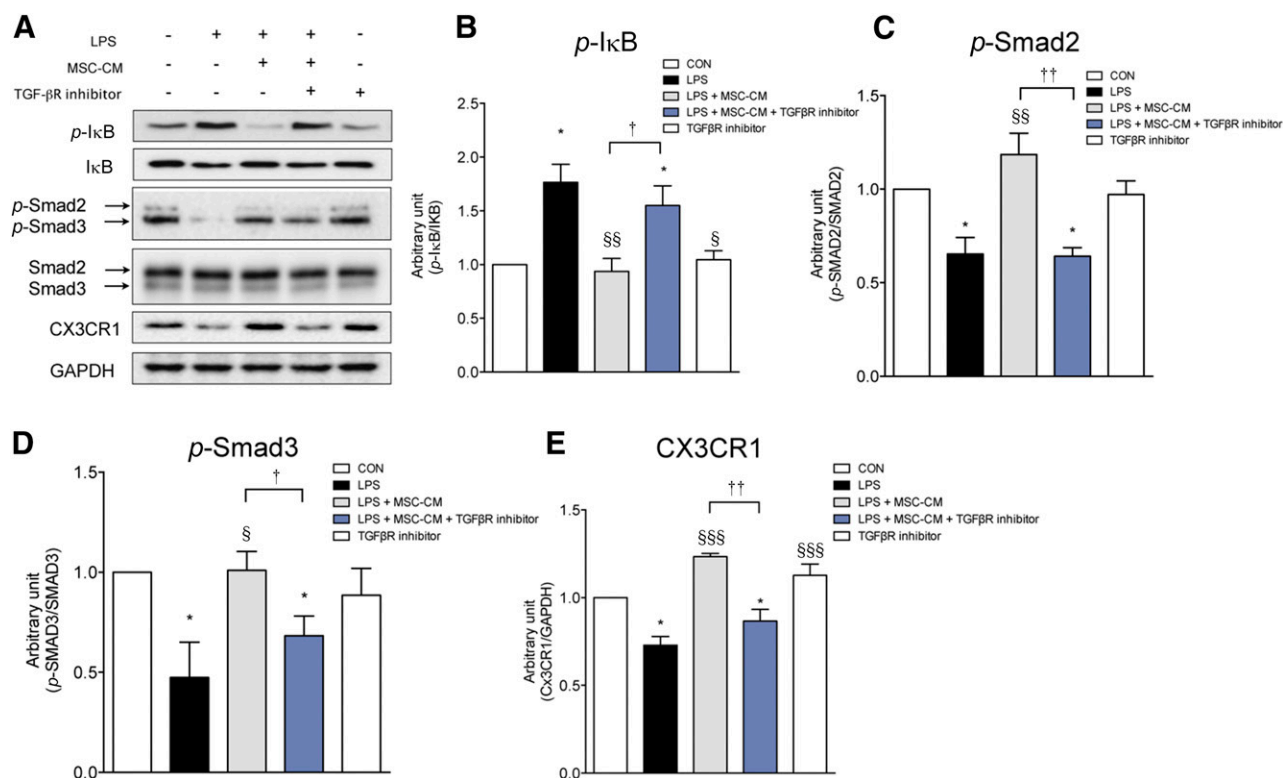 A
LPS - + + + -
MSC-CM - - + + -
TGF-βR inhibitor - - - + +
p-IκB
IκB
p-Smad2
p-Smad3
Smad2
Smad3
CX3CR1
GAPDH
B
p-IκB
CON
LPS
LPS + MSC-CM
LPS + MSC-CM + TGFβR inhibitor
TGFβR inhibitor
Arbitrary unit
(p-IκB/IKB)
2.5
2.0
1.5
1.0
0.5
0.0
*
§§
†
*
§
C
p-Smad2
CON
LPS
LPS + MSC-CM
LPS + MSC-CM + TGFβR inhibitor
TGFβR inhibitor
Arbitrary unit
(p-SMAD2/SMAD2)
1.5
1.0
0.5
0.0
*
§§
††
*
D
p-Smad3
CON
LPS
LPS + MSC-CM
LPS + MSC-CM + TGFβR inhibitor
TGFβR inhibitor
Arbitrary unit
(p-SMAD3/SMAD3)
1.5
1.0
0.5
0.0
*
§
†
*
E
CX3CR1
CON
LPS
LPS + MSC-CM
LPS + MSC-CM + TGFβR inhibitor
TGFβR inhibitor
Arbitrary unit
(Cx3CR1/GAPDH)
1.5
1.0
0.5
0.0
*
§§§
††
*
§§§